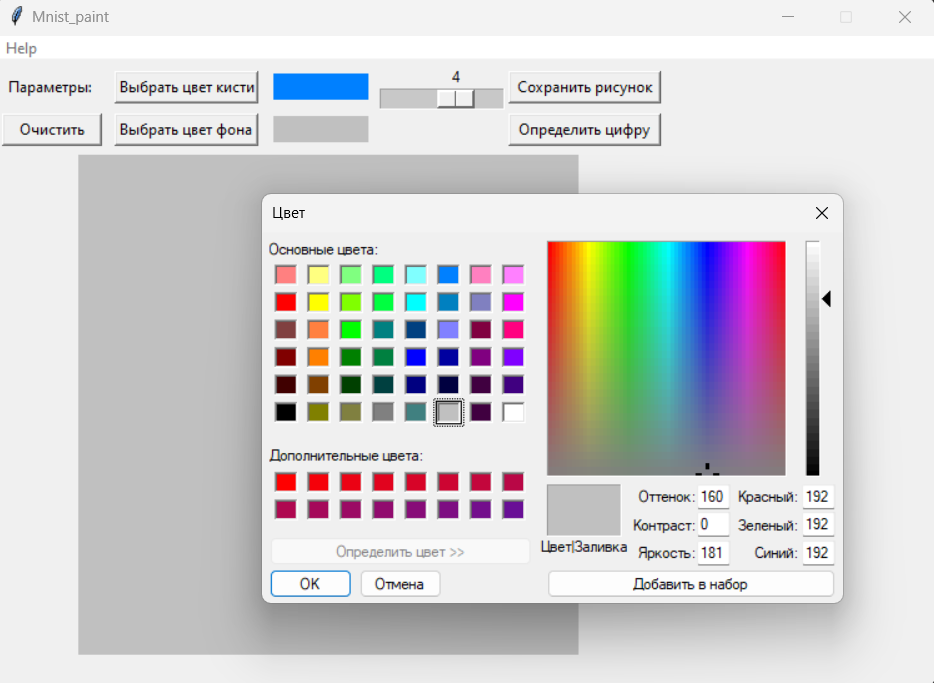 Mnist_paint
Help
4
Параметры: Выбрать цвет кисти Сохранить рисунок
Очистить Выбрать цвет фона Определить цифру
Цвет
Основные цвета:
Дополнительные цвета:
Определить цвет >>
OK Отмена
Оттенок: 160 Красный: 192
Контраст: 0 Зеленый: 192
Цвет|Заливка Яркость: 181 Синий: 192
Добавить в набор